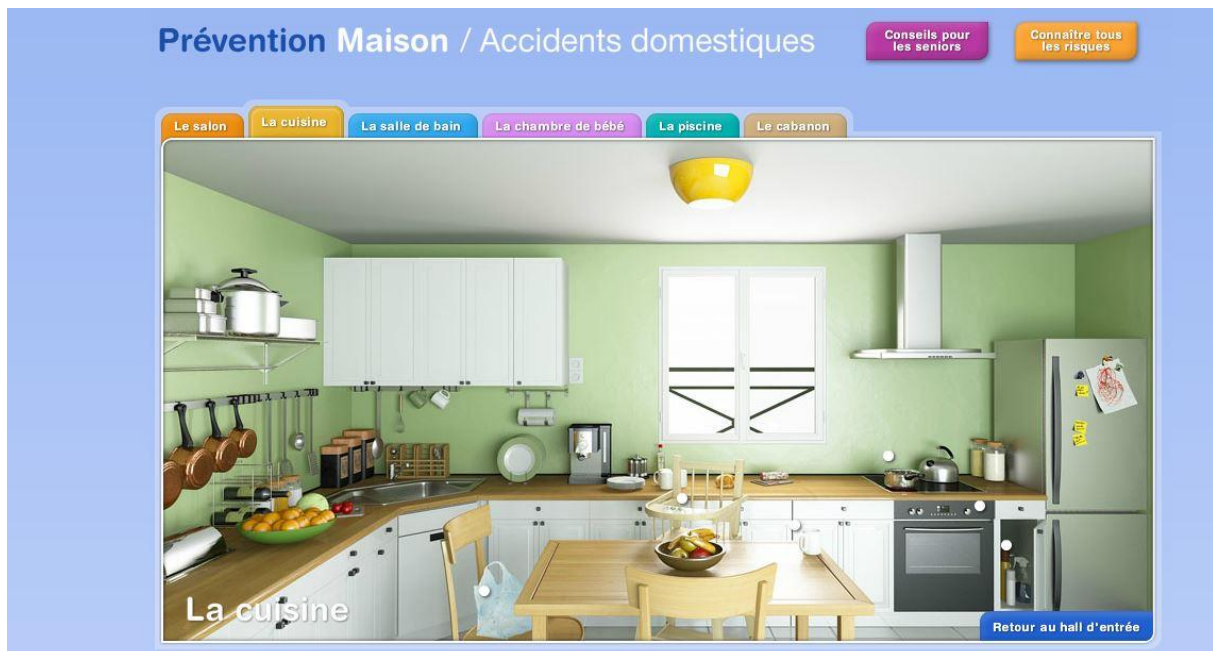 Prévention Maison / Accidents domestiques
Conseils pour
les seniors
Connaître tous
les risques
Le salon
La cuisine
La salle de bain
La chambre de bébé
La piscine
Le cabanon
La cuisine
Retour au hall d'entrée